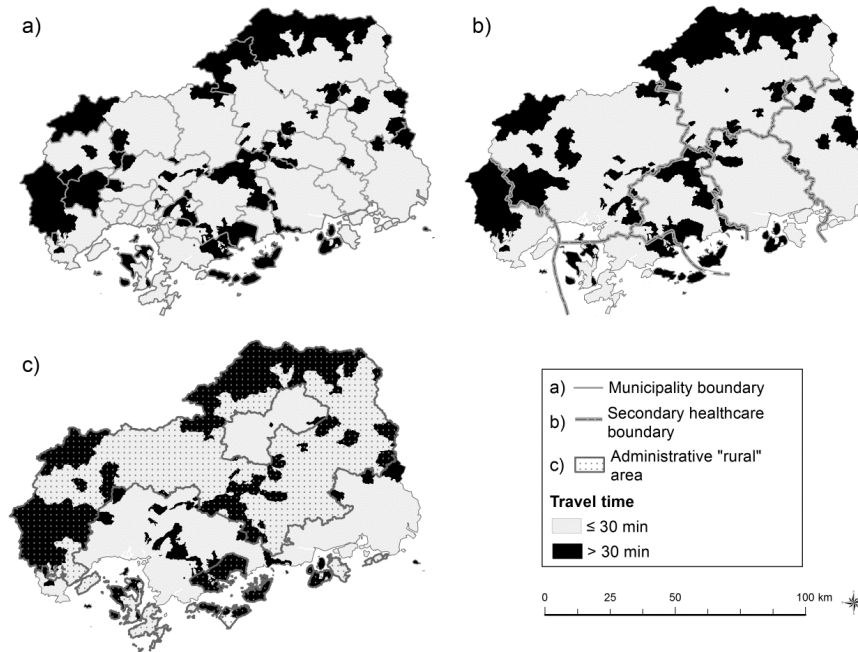 a)
b)
c)
a) Municipality boundary
b) Secondary healthcare
boundary
c) Administrative "rural"
area
Travel time
≤ 30 min
> 30 min
0 25 50 100 km